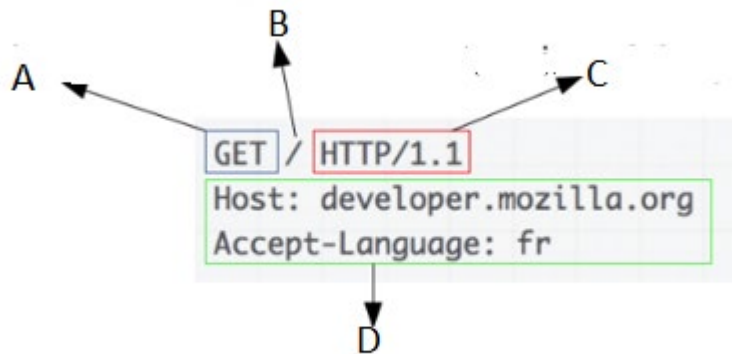 B
A
C
GET / HTTP/1.1
Host: developer.mozilla.org
Accept-Language: fr
D